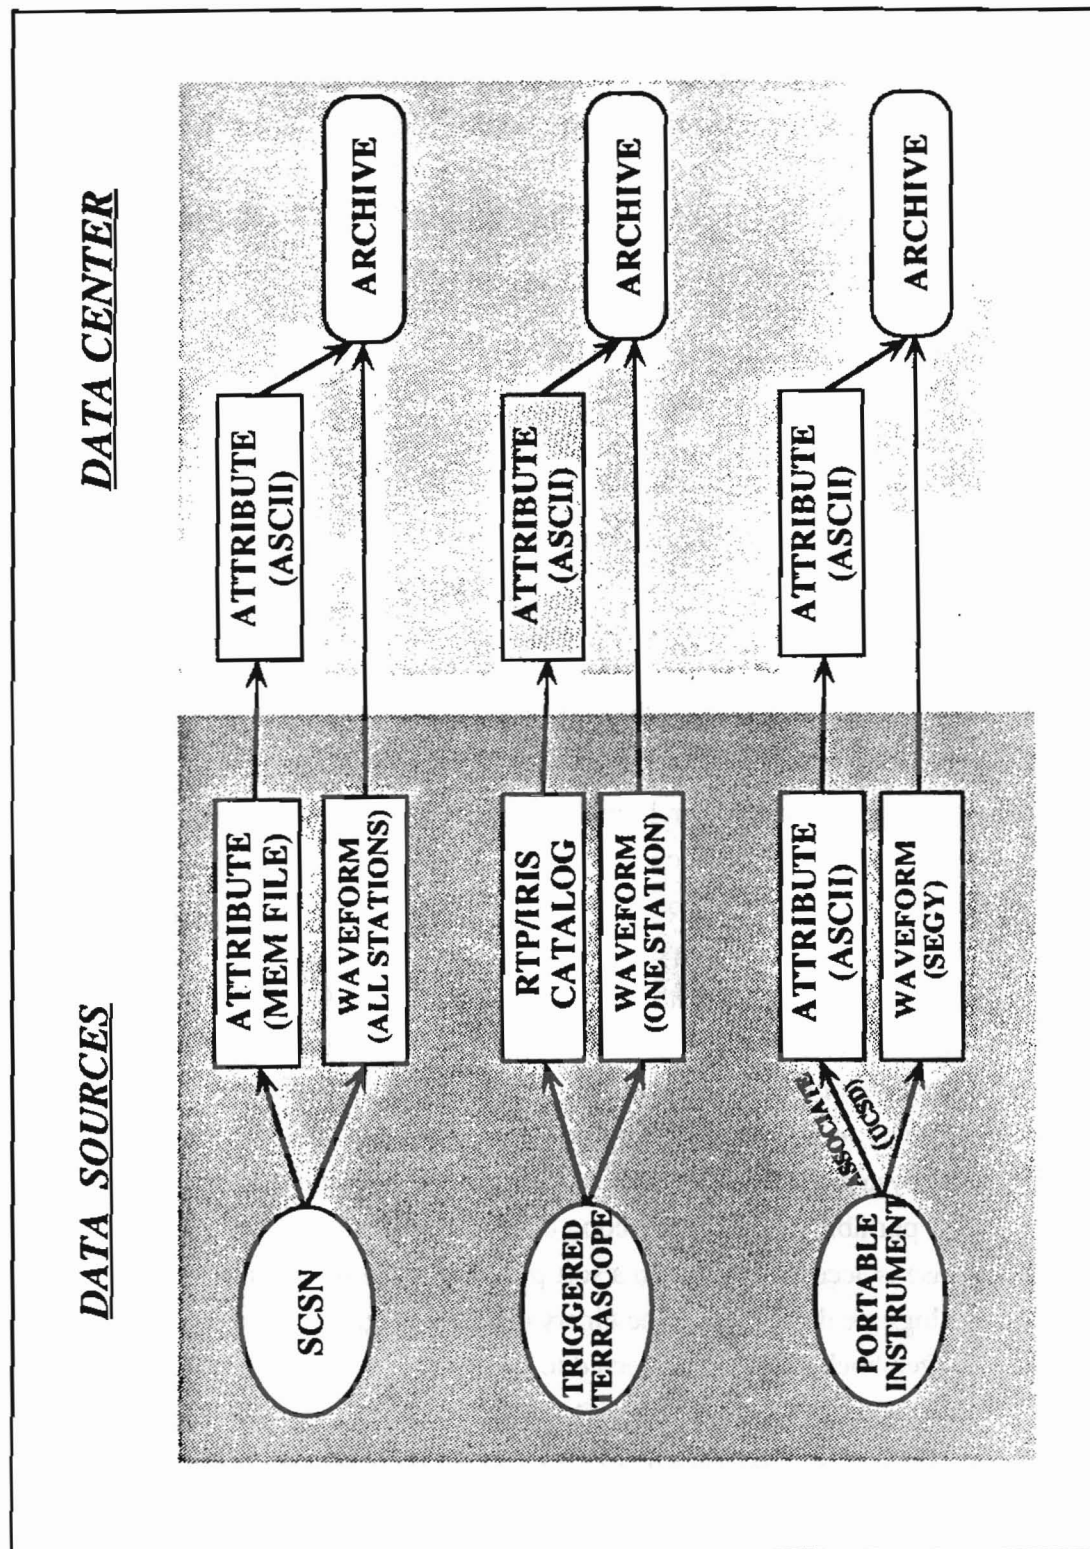 DATA SOURCES
DATA CENTER
SCSN
ATTRIBUTE
(MEM FILE)
WAVEFORM
(ALL STATIONS)
ATTRIBUTE
(ASCII)
ARCHIVE
TRIGGERED
TERRASCOPE
RTP/IRIS
CATALOG
WAVEFORM
(ONE STATION)
ATTRIBUTE
(ASCII)
ARCHIVE
PORTABLE
INSTRUMENT
ASSOCIATE
(UCSD)
ATTRIBUTE
(ASCII)
WAVEFORM
(SEGY)
ATTRIBUTE
(ASCII)
ARCHIVE